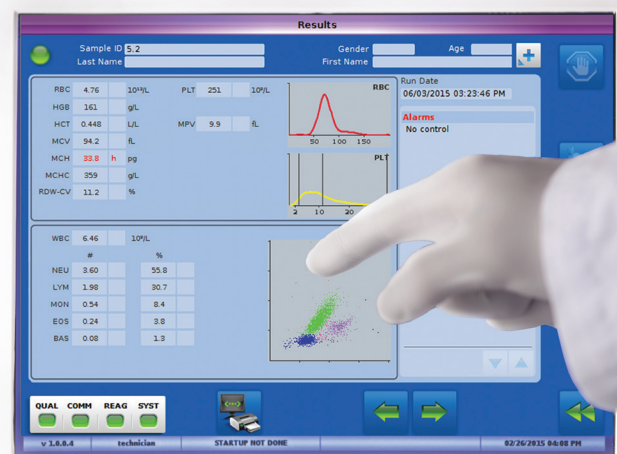 Results
Sample ID 5.2 Gender Age
Last Name First Name
Run Date
06/03/2015 03:23:46 PM
Alarms
No control
RBC 4.76 10¹²/L PLT 251 10⁹/L
HGB 161 g/L
HCT 0.448 L/L MPV 9.9 fL
MCV 94.2 fL
MCH 33.8 h pg
MCHC 359 g/L
RDW-CV 11.2 %
RBC
50 100 150
PLT
2 10 20
WBC 6.46 10⁹/L
# %
NEU 3.60 55.8
LYM 1.98 30.7
MON 0.54 8.4
EOS 0.24 3.8
BAS 0.08 1.3
QUAL COMM REAG SYST
v 1.0.0.4 technician STARTUP NOT DONE 02/26/2015 04:08 PM